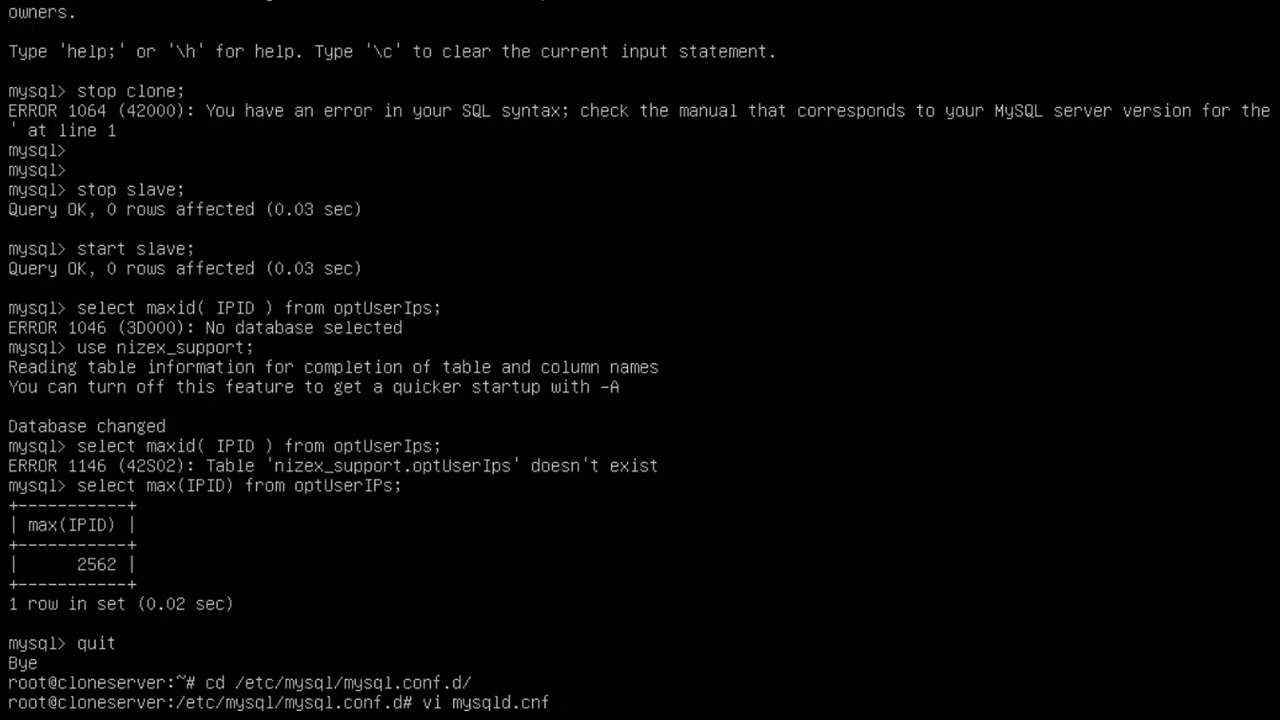 owners.
Type 'help;' or '\h' for help. Type '\c' to clear the current input statement.
mysql> stop clone;
ERROR 1064 (42000): You have an error in your SQL syntax; check the manual that corresponds to your MySQL server version for the
' at line 1
mysql>
mysql>
mysql> stop slave;
Query OK, 0 rows affected (0.03 sec)
mysql> start slave;
Query OK, 0 rows affected (0.03 sec)
mysql> select maxid( IPID ) from optUserIps;
ERROR 1046 (3D000): No database selected
mysql> use nizex_support;
Reading table information for completion of table and column names
You can turn off this feature to get a quicker startup with -A
Database changed
mysql> select maxid( IPID ) from optUserIps;
ERROR 1146 (42S02): Table 'nizex_support.optUserIps' doesn't exist
mysql> select max(IPID) from optUserIPs;
+-----------+
| max(IPID) |
+-----------+
|      2562 |
+-----------+
1 row in set (0.02 sec)
mysql> quit
Bye
root@cloneserver:~# cd /etc/mysql/mysql.conf.d/
root@cloneserver:/etc/mysql/mysql.conf.d# vi mysqld.cnf